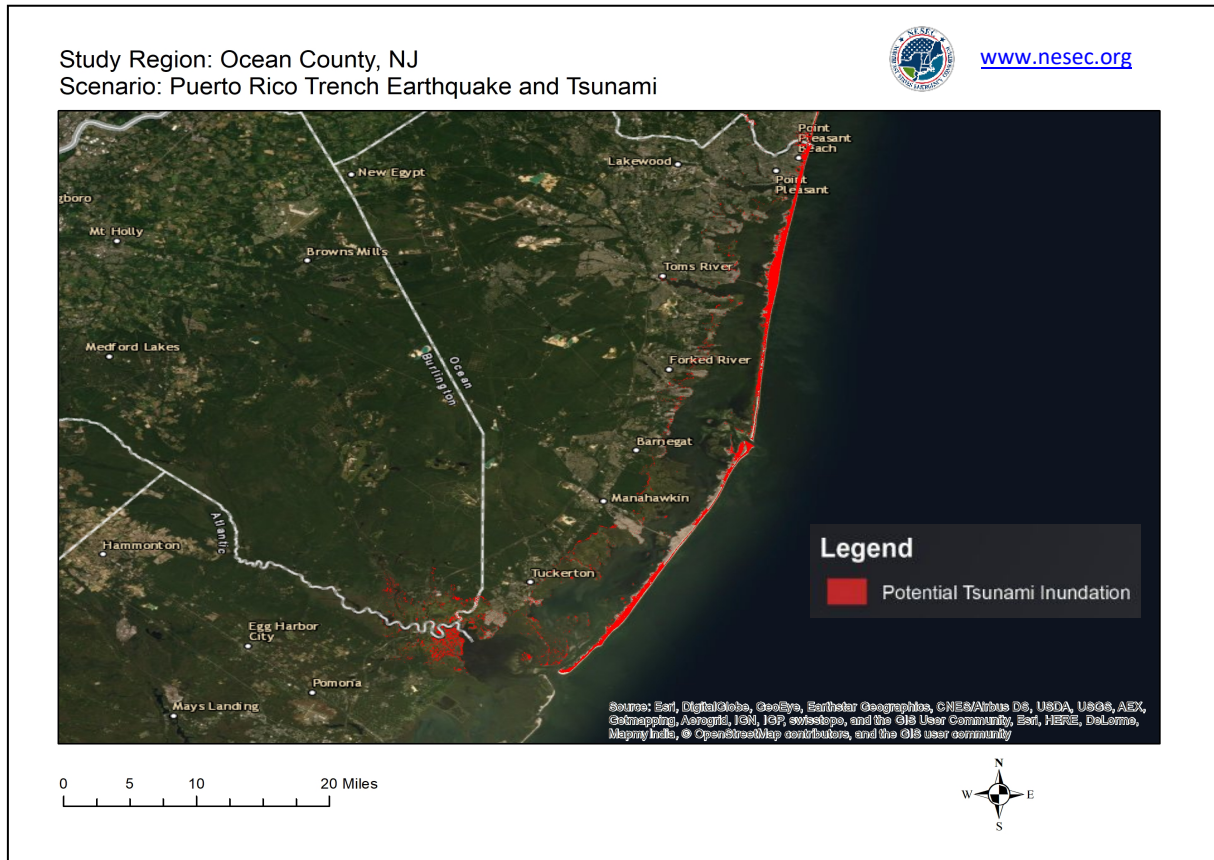 Study Region: Ocean County, NJ
Scenario: Puerto Rico Trench Earthquake and Tsunami
NESEC
www.nesec.org
Point
Pleasant
Beach
Lakewood
New Egypt
Point
Pleasant
gboro
Mt Holly
Browns Mills
Toms River
Medford Lakes
Ocean
Burlington
Forked River
Barnegat
Manahawkin
Atlantic
Hammonton
Tuckerton
Egg Harbor
City
Pomona
Mays Landing
Legend
Potential Tsunami Inundation
Source: Esri, DigitalGlobe, GeoEye, Earthstar Geographics, CNES/Airbus DS, USDA, USGS, AEX,
Getmapping, Aerogrid, IGN, IGP, swisstopo, and the GIS User Community, Esri, HERE, DeLorme,
MapmyIndia, © OpenStreetMap contributors, and the GIS user community
0 5 10 20 Miles
N
W E
S